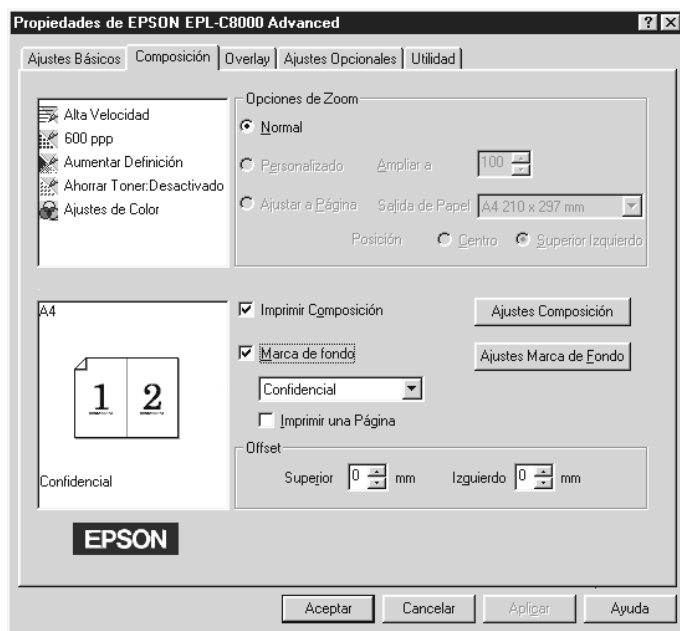 Propiedades de EPSON EPL-C8000 Advanced
Ajustes Básicos Composición Overlay Ajustes Opcionales Utilidad
Alta Velocidad
600 ppp
Aumentar Definición
Ahorrar Toner:Desactivado
Ajustes de Color
Opciones de Zoom
Normal
Personalizado Ampliar a 100
Ajustar a Página Salida de Papel A4 210 x 297 mm
Posición Centro Superior Izquierdo
A4
1 2
Confidencial
EPSON
Imprimir Composición Ajustes Composición
Marca de fondo Ajustes Marca de Fondo
Confidencial
Imprimir una Página
Offset
Superior 0 mm Izguierdo 0 mm
Aceptar Cancelar Aplicar Ayuda